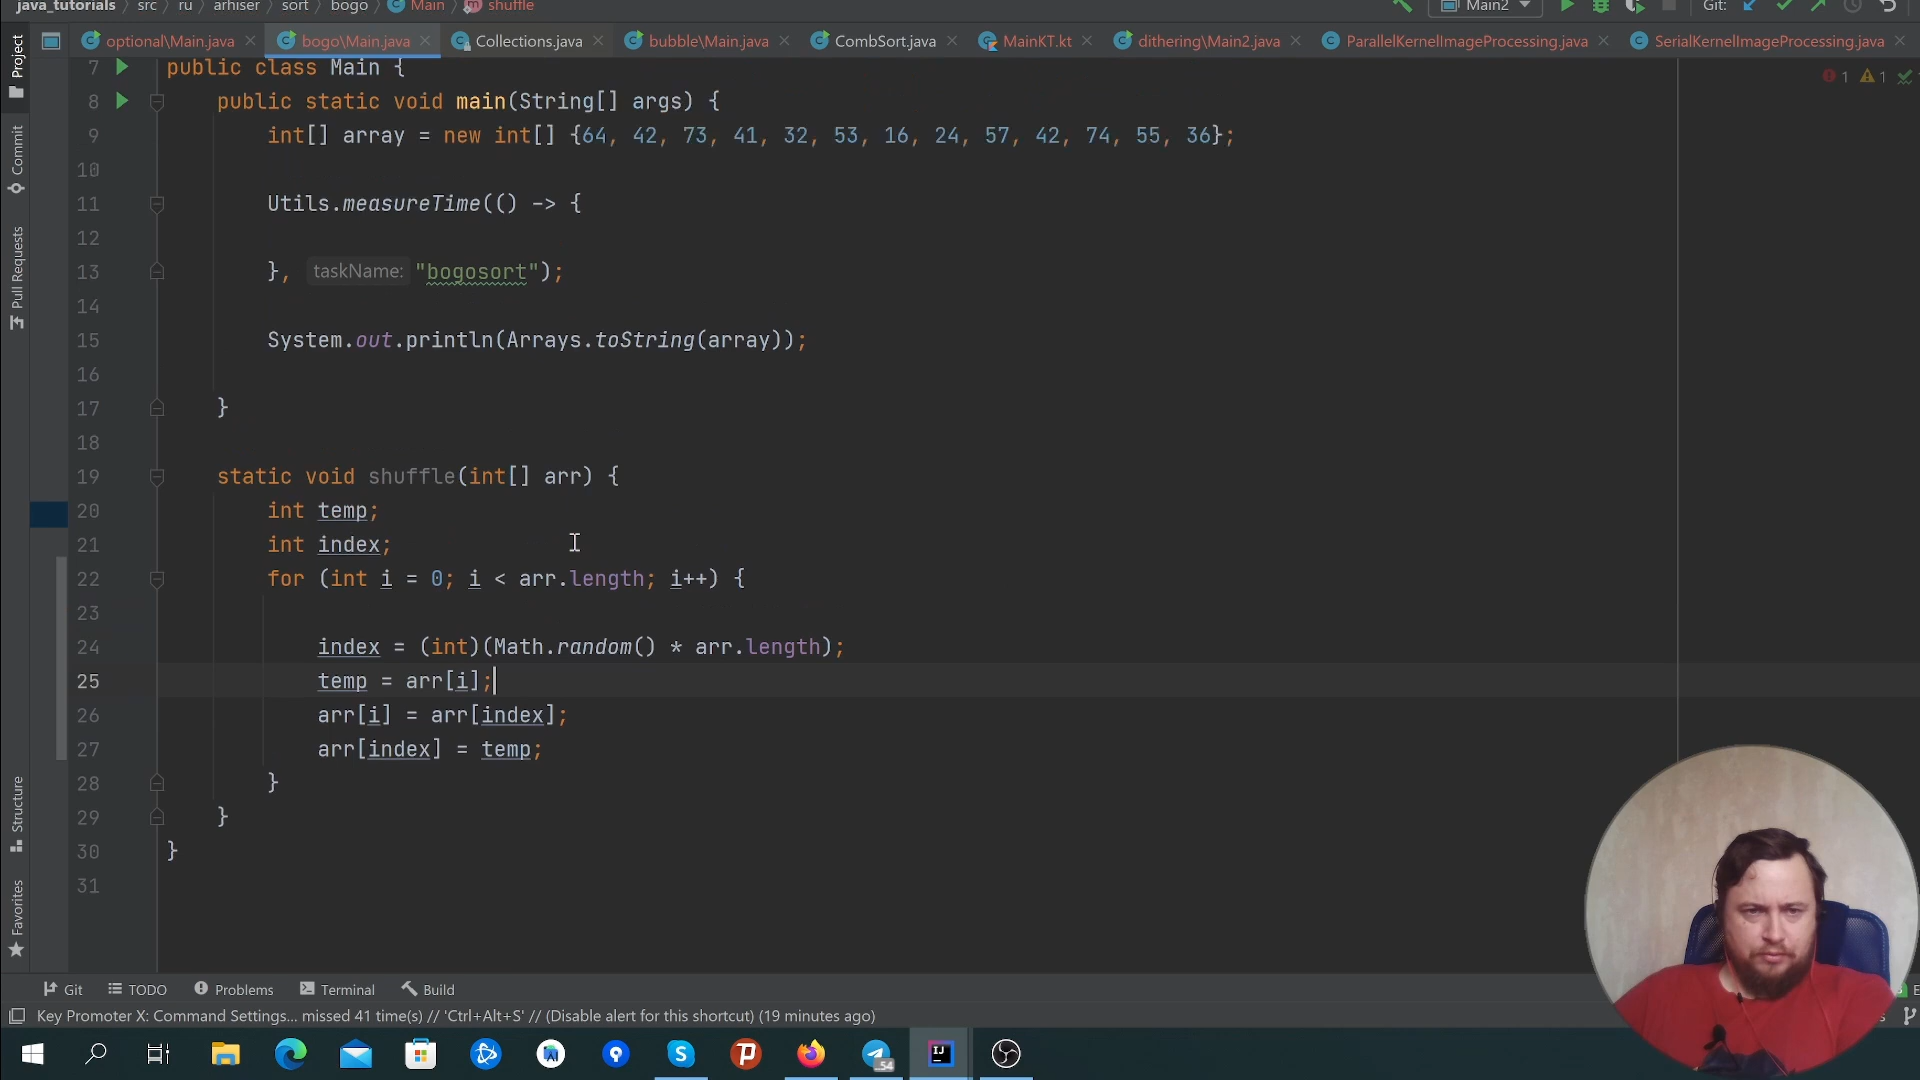 java_tutorials
src
ru
arhiser
sort
bogo
Main
shuffle
Main2
Git:
Project
optional\Main.java
bogo\Main.java
Collections.java
bubble\Main.java
CombSort.java
MainKT.kt
dithering\Main2.java
ParallelKernelImageProcessing.java
SerialKernelImageProcessing.java
1
1
7 public class Main {
8 public static void main(String[] args) {
9 int[] array = new int[] {64, 42, 73, 41, 32, 53, 16, 24, 57, 42, 74, 55, 36};
10
11 Utils.measureTime(() -> {
12
13 }, taskName: "bogosort");
14
15 System.out.println(Arrays.toString(array));
16
17 }
18
19 static void shuffle(int[] arr) {
20 int temp;
21 int index;
22 for (int i = 0; i < arr.length; i++) {
23
24 index = (int)(Math.random() * arr.length);
25 temp = arr[i];
26 arr[i] = arr[index];
27 arr[index] = temp;
28 }
29 }
30 }
31
Commit
Pull Requests
Structure
Favorites
Git
TODO
Problems
Terminal
Build
Key Promoter X: Command Settings... missed 41 time(s) // 'Ctrl+Alt+S' // (Disable alert for this shortcut) (19 minutes ago)
54